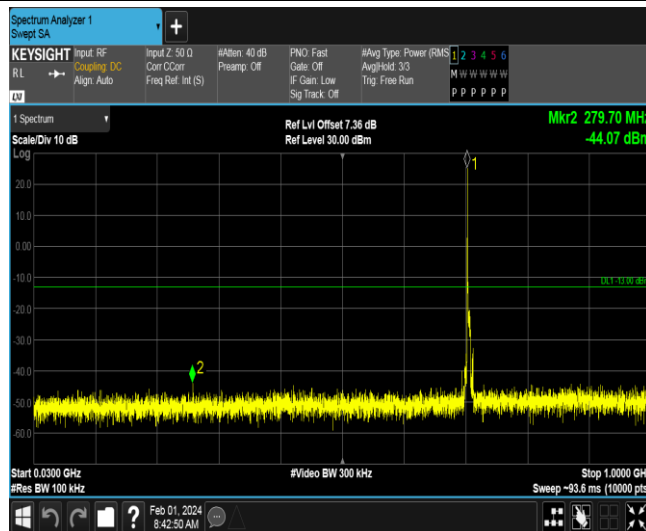 Spectrum Analyzer 1
Swept SA
+
KEYSIGHT
RL
LXI
Input: RF
Coupling: DC
Align: Auto
Input Z: 50 Ω
Corr CCorr
Freq Ref: Int (S)
#Atten: 40 dB
Preamp: Off
PNO: Fast
Gate: Off
IF Gain: Low
Sig Track: Off
#Avg Type: Power (RMS
Avg|Hold: 3/3
Trig: Free Run
1 2 3 4 5 6
M W W W W W
P P P P P P
1 Spectrum
Scale/Div 10 dB
Ref Lvl Offset 7.36 dB
Ref Level 30.00 dBm
Mkr2 279.70 MHz
-44.07 dBm
Log
1
20.0
10.0
0.00
-10.0
DL1 -13.00 dBm
-20.0
-30.0
-40.0
2
-50.0
-60.0
Start 0.0300 GHz
#Video BW 300 kHz
Stop 1.0000 GH
#Res BW 100 kHz
Sweep ~93.6 ms (10000 pts
?
Feb 01, 2024
8:42:50 AM